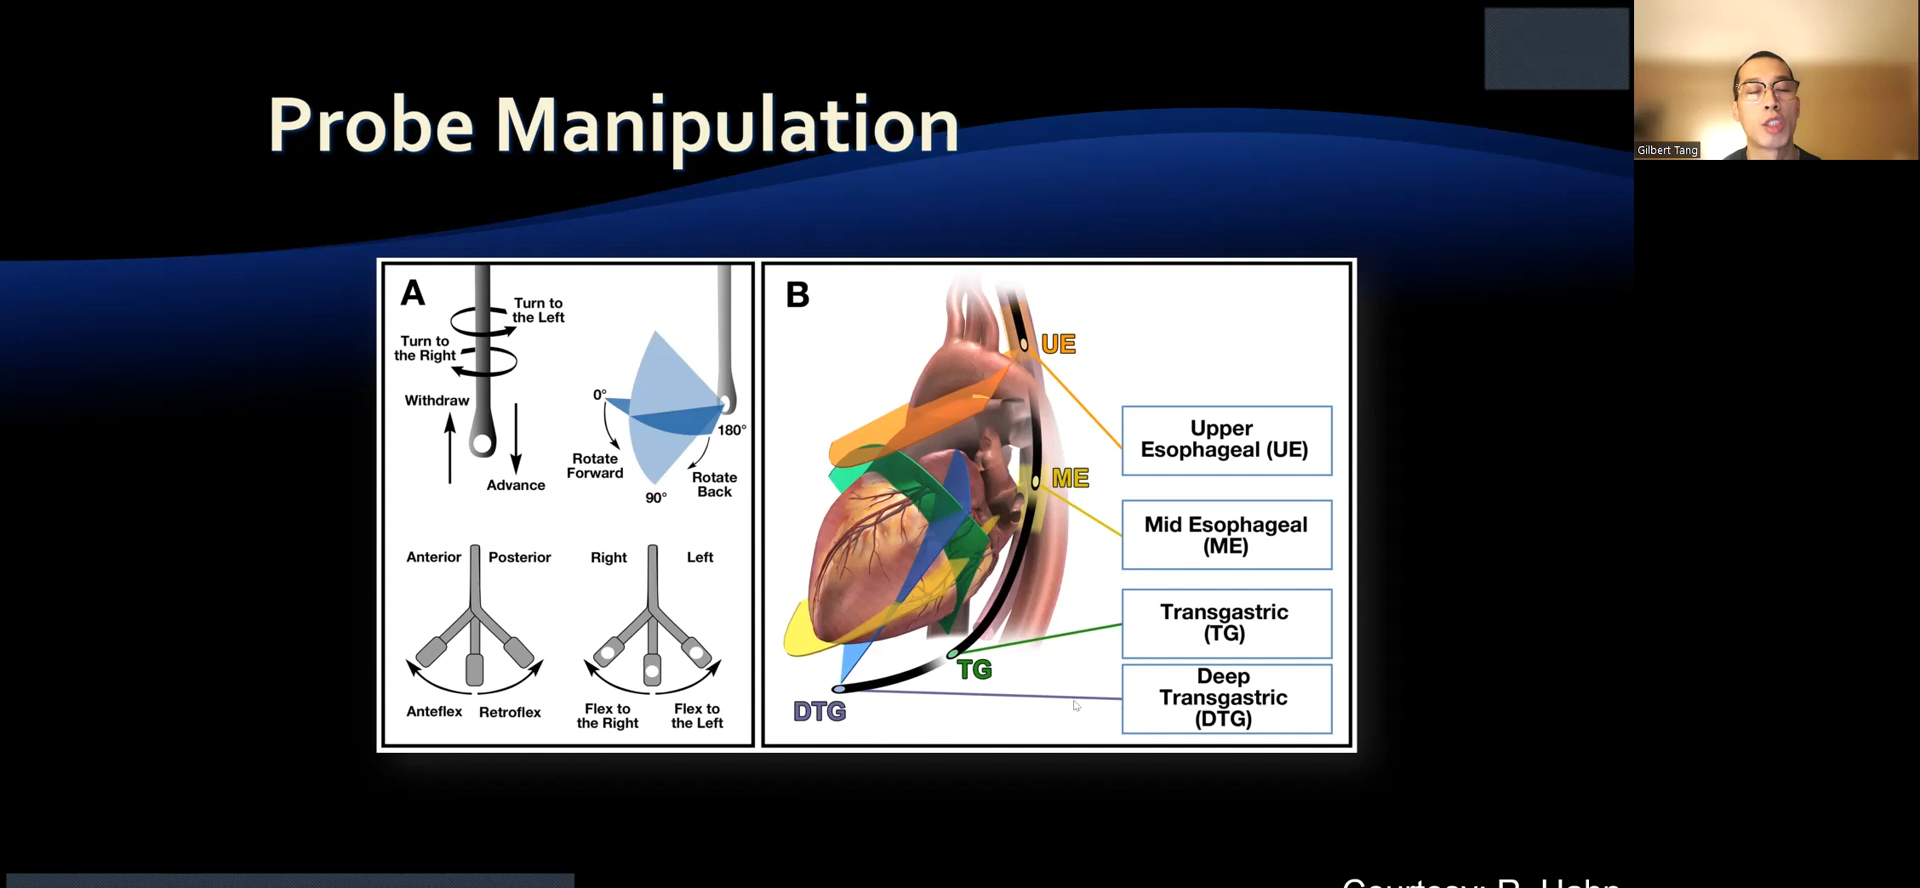 Probe Manipulation
Gilbert Tang
A
Turn to
the Left
Turn to
the Right
Withdraw
Advance
0°
180°
Rotate
Forward
Rotate
Back
90°
Anterior
Posterior
Right
Left
Anteflex
Retroflex
Flex to
the Right
Flex to
the Left
B
UE
ME
TG
DTG
Upper
Esophageal (UE)
Mid Esophageal
(ME)
Transgastric
(TG)
Deep
Transgastric
(DTG)
Courtesy: R. Hahn